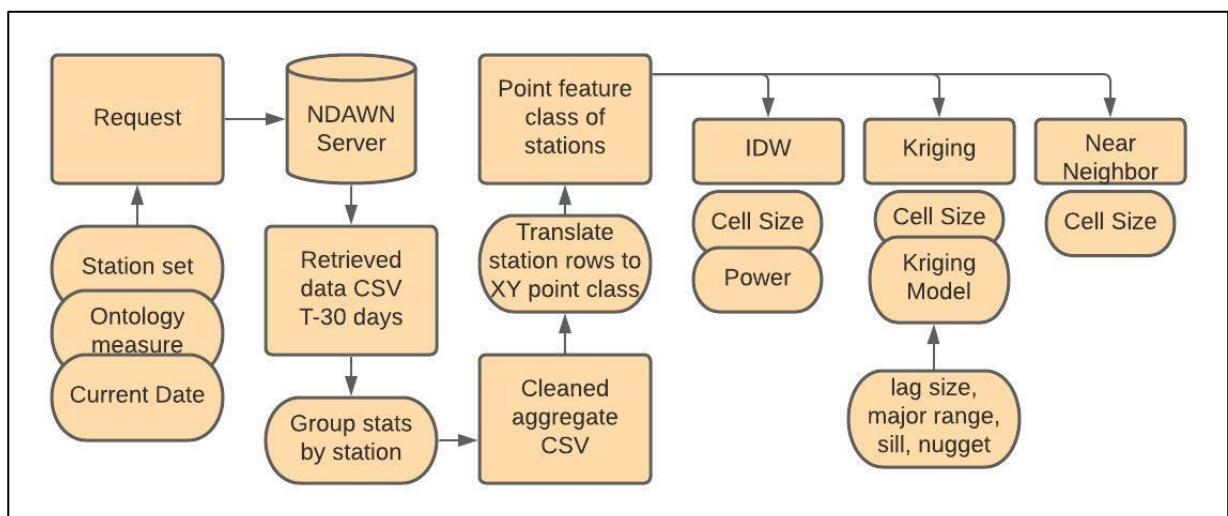 Request
NDAWN
Server
Point feature
class of
stations
IDW
Kriging
Near
Neighbor
Station set
Ontology
measure
Current Date
Retrieved
data CSV
T-30 days
Group stats
by station
Cleaned
aggregate
CSV
Translate
station rows to
XY point class
Cell Size
Power
Cell Size
Kriging
Model
lag size,
major range,
sill, nugget
Cell Size